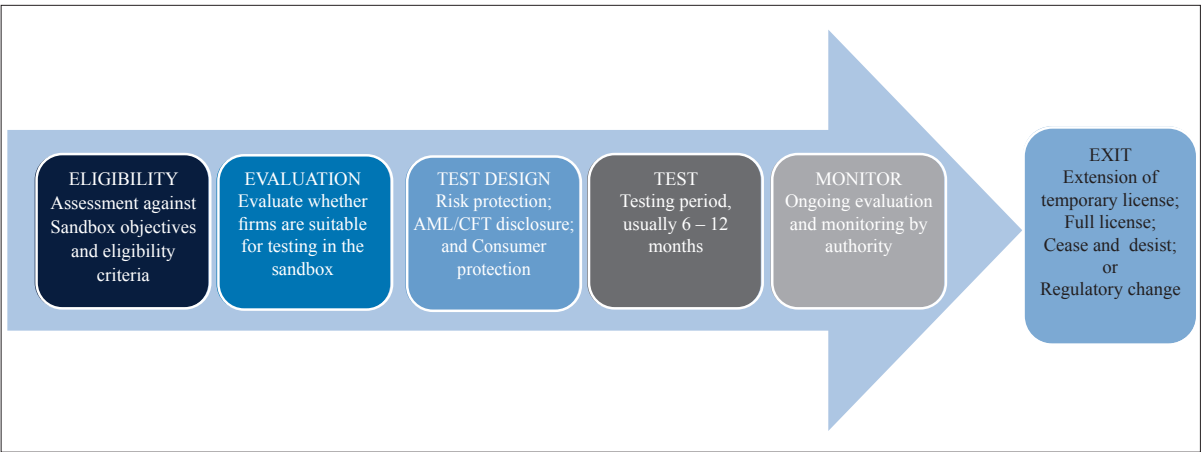 ELIGIBILITY
Assessment against
Sandbox objectives
and eligibility
criteria
EVALUATION
Evaluate whether
firms are suitable
for testing in the
sandbox
TEST DESIGN
Risk protection;
AML/CFT disclosure;
and Consumer
protection
TEST
Testing period,
usually 6 – 12
months
MONITOR
Ongoing evaluation
and monitoring by
authority
EXIT
Extension of
temporary license;
Full license;
Cease and desist;
or
Regulatory change